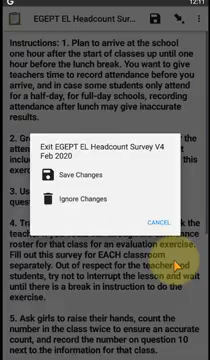 12:11
EGEPT EL Headcount Sur...
Instructions: 1. Plan to arrive at the school
one hour after the start of classes up until one
hour before the lunch break. You want to
give teachers time to record attendance before you
arrive, and in case some students only attend
for a half-day, for full-day schools, recording
attendance after lunch may give inaccurate
results.
2.
the
exer
Exit EGEPT EL Headcount Survey V4
Feb 2020
Save Changes
Ignore Changes
CANCEL
3.
4.
the
roster for that class for an evaluation exercise.
Fill out this survey for EACH classroom
separately. Out of respect for the teacher and
students, try not to interrupt the lesson and wait
until there is a break in instruction to do the
exercise.
5. Ask girls to raise their hands, count the
number in the class twice to ensure an accurate
count, and record the number on question 10
next to the information for that class.